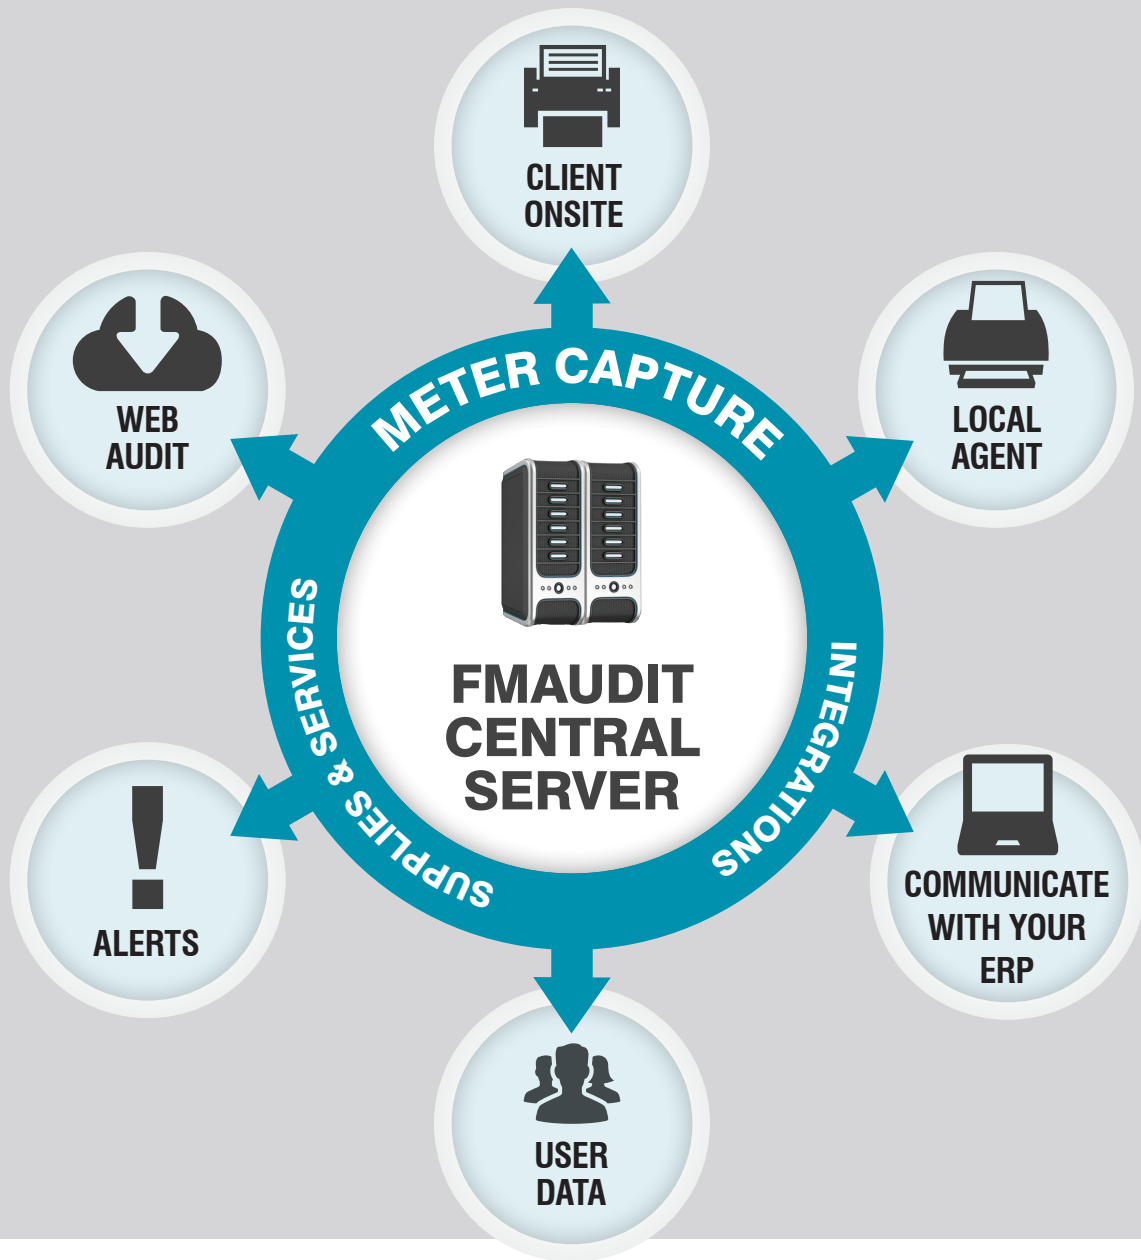 CLIENT
ONSITE
WEB
AUDIT
LOCAL
AGENT
METER CAPTURE
FMAUDIT
CENTRAL
SERVER
SUPPLIES & SERVICES
INTEGRATIONS
ALERTS
COMMUNICATE
WITH YOUR
ERP
USER
DATA